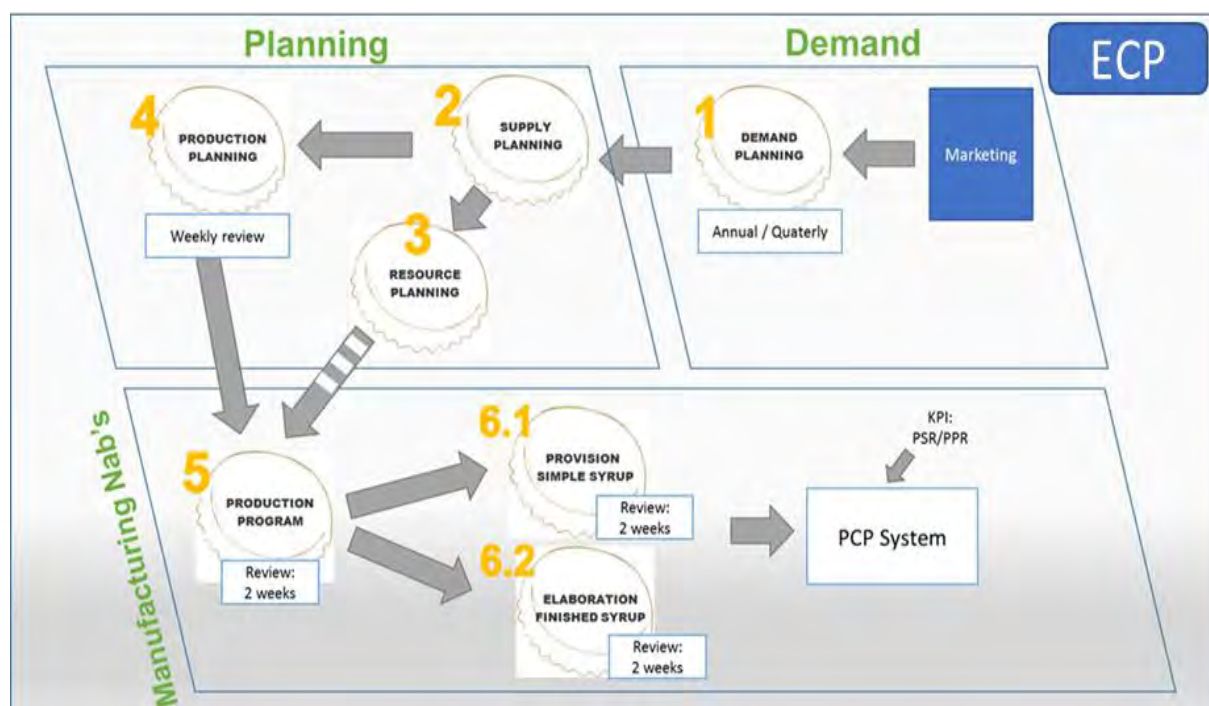 Planning
Demand
ECP
4
PRODUCTION
PLANNING
Weekly review
2
SUPPLY
PLANNING
3
RESOURCE
PLANNING
1
DEMAND
PLANNING
Annual / Quaterly
Marketing
Manufacturing Nab's
5
PRODUCTION
PROGRAM
Review:
2 weeks
6.1
PROVISION
SIMPLE SYRUP
Review:
2 weeks
6.2
ELABORATION
FINISHED SYRUP
Review:
2 weeks
KPI:
PSR/PPR
PCP System